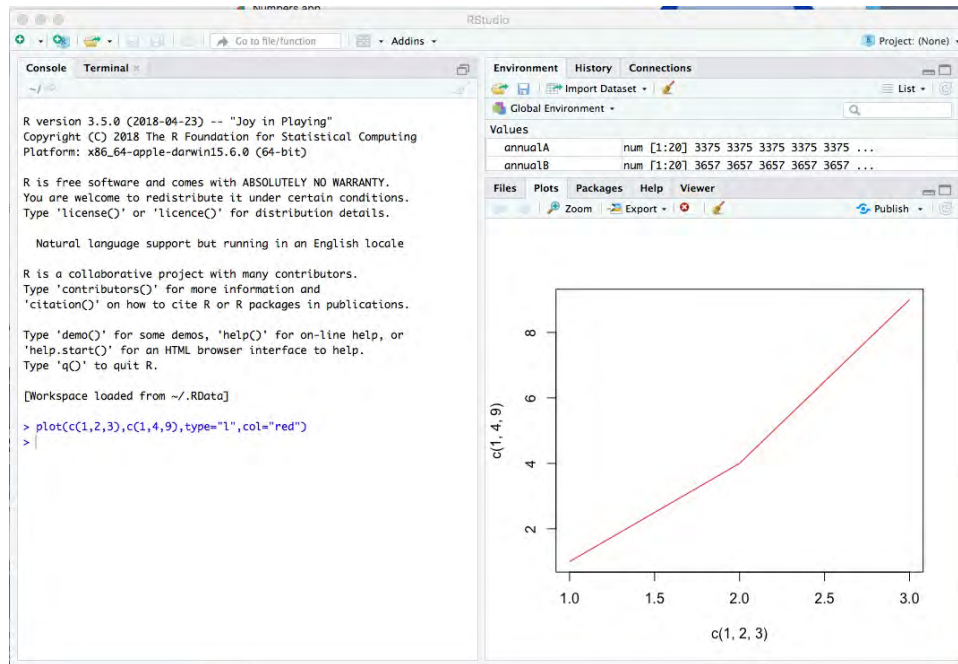 Numbers app
RStudio
Go to file/function
Addins
R Project: (None)
Console Terminal
~/
R version 3.5.0 (2018-04-23) -- "Joy in Playing"
Copyright (C) 2018 The R Foundation for Statistical Computing
Platform: x86_64-apple-darwin15.6.0 (64-bit)
R is free software and comes with ABSOLUTELY NO WARRANTY.
You are welcome to redistribute it under certain conditions.
Type 'license()' or 'licence()' for distribution details.
Natural language support but running in an English locale
R is a collaborative project with many contributors.
Type 'contributors()' for more information and
'citation()' on how to cite R or R packages in publications.
Type 'demo()' for some demos, 'help()' for on-line help, or
'help.start()' for an HTML browser interface to help.
Type 'q()' to quit R.
[Workspace loaded from ~/.RData]
> plot(c(1,2,3),c(1,4,9),type="l",col="red")
>
Environment History Connections
Import Dataset
List
Global Environment
Values
annualA num [1:20] 3375 3375 3375 3375 3375 ...
annualB num [1:20] 3657 3657 3657 3657 3657 ...
Files Plots Packages Help Viewer
Zoom Export Publish
8
6
4
2
c(1, 4, 9)
1.0 1.5 2.0 2.5 3.0
c(1, 2, 3)